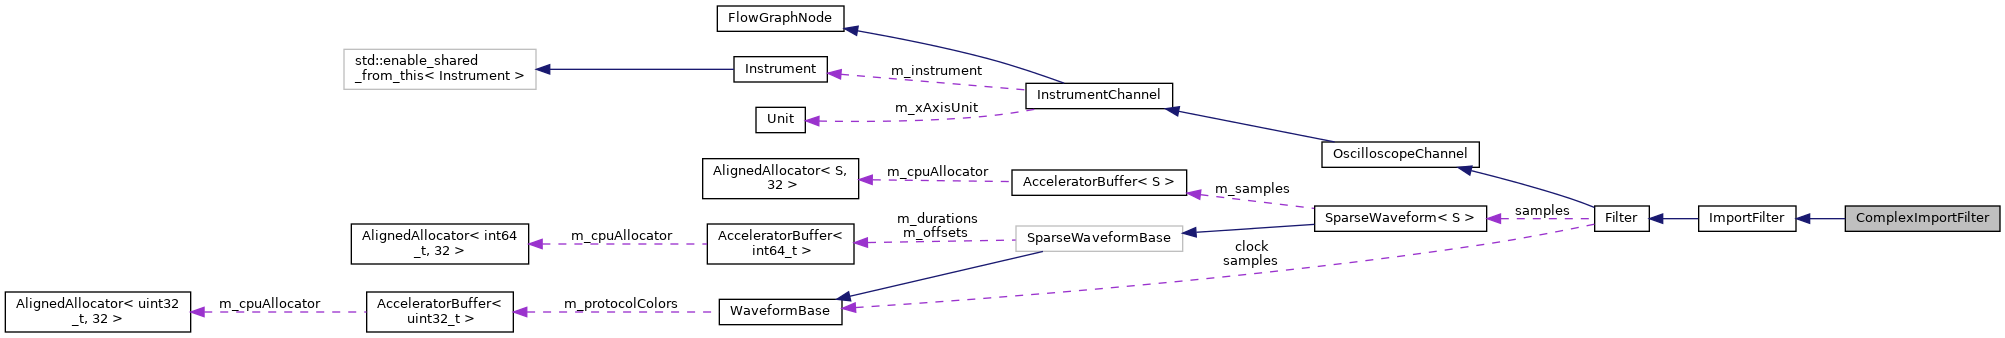 FlowGraphNode
std::enable_shared
_from_this< Instrument >
Instrument
m_instrument
InstrumentChannel
Unit
m_xAxisUnit
OscilloscopeChannel
AlignedAllocator< S,
32 >
m_cpuAllocator
AcceleratorBuffer< S >
m_samples
SparseWaveform< S >
samples
Filter
ImportFilter
ComplexImportFilter
AlignedAllocator< int64
_t, 32 >
m_cpuAllocator
AcceleratorBuffer<
int64_t >
m_durations
m_offsets
SparseWaveformBase
clock
samples
AlignedAllocator< uint32
_t, 32 >
m_cpuAllocator
AcceleratorBuffer<
uint32_t >
m_protocolColors
WaveformBase